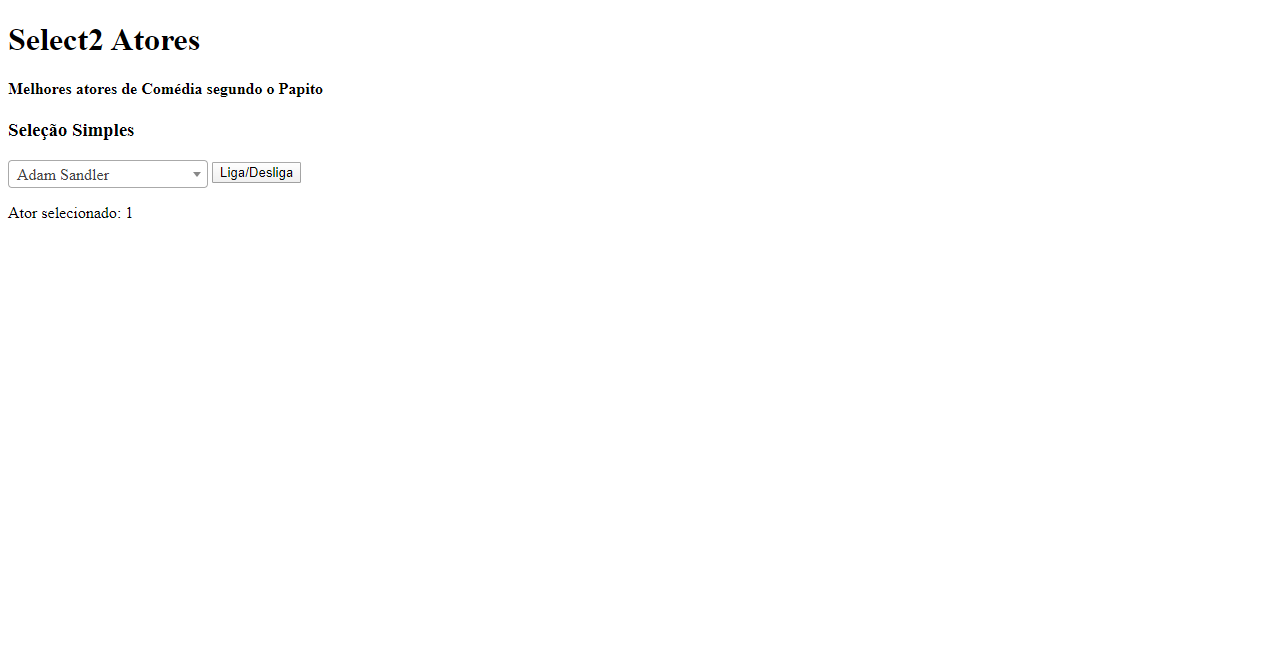 Select2 Atores
Melhores atores de Comédia segundo o Papito
Seleção Simples
Adam Sandler Liga/Desliga
Ator selecionado: 1